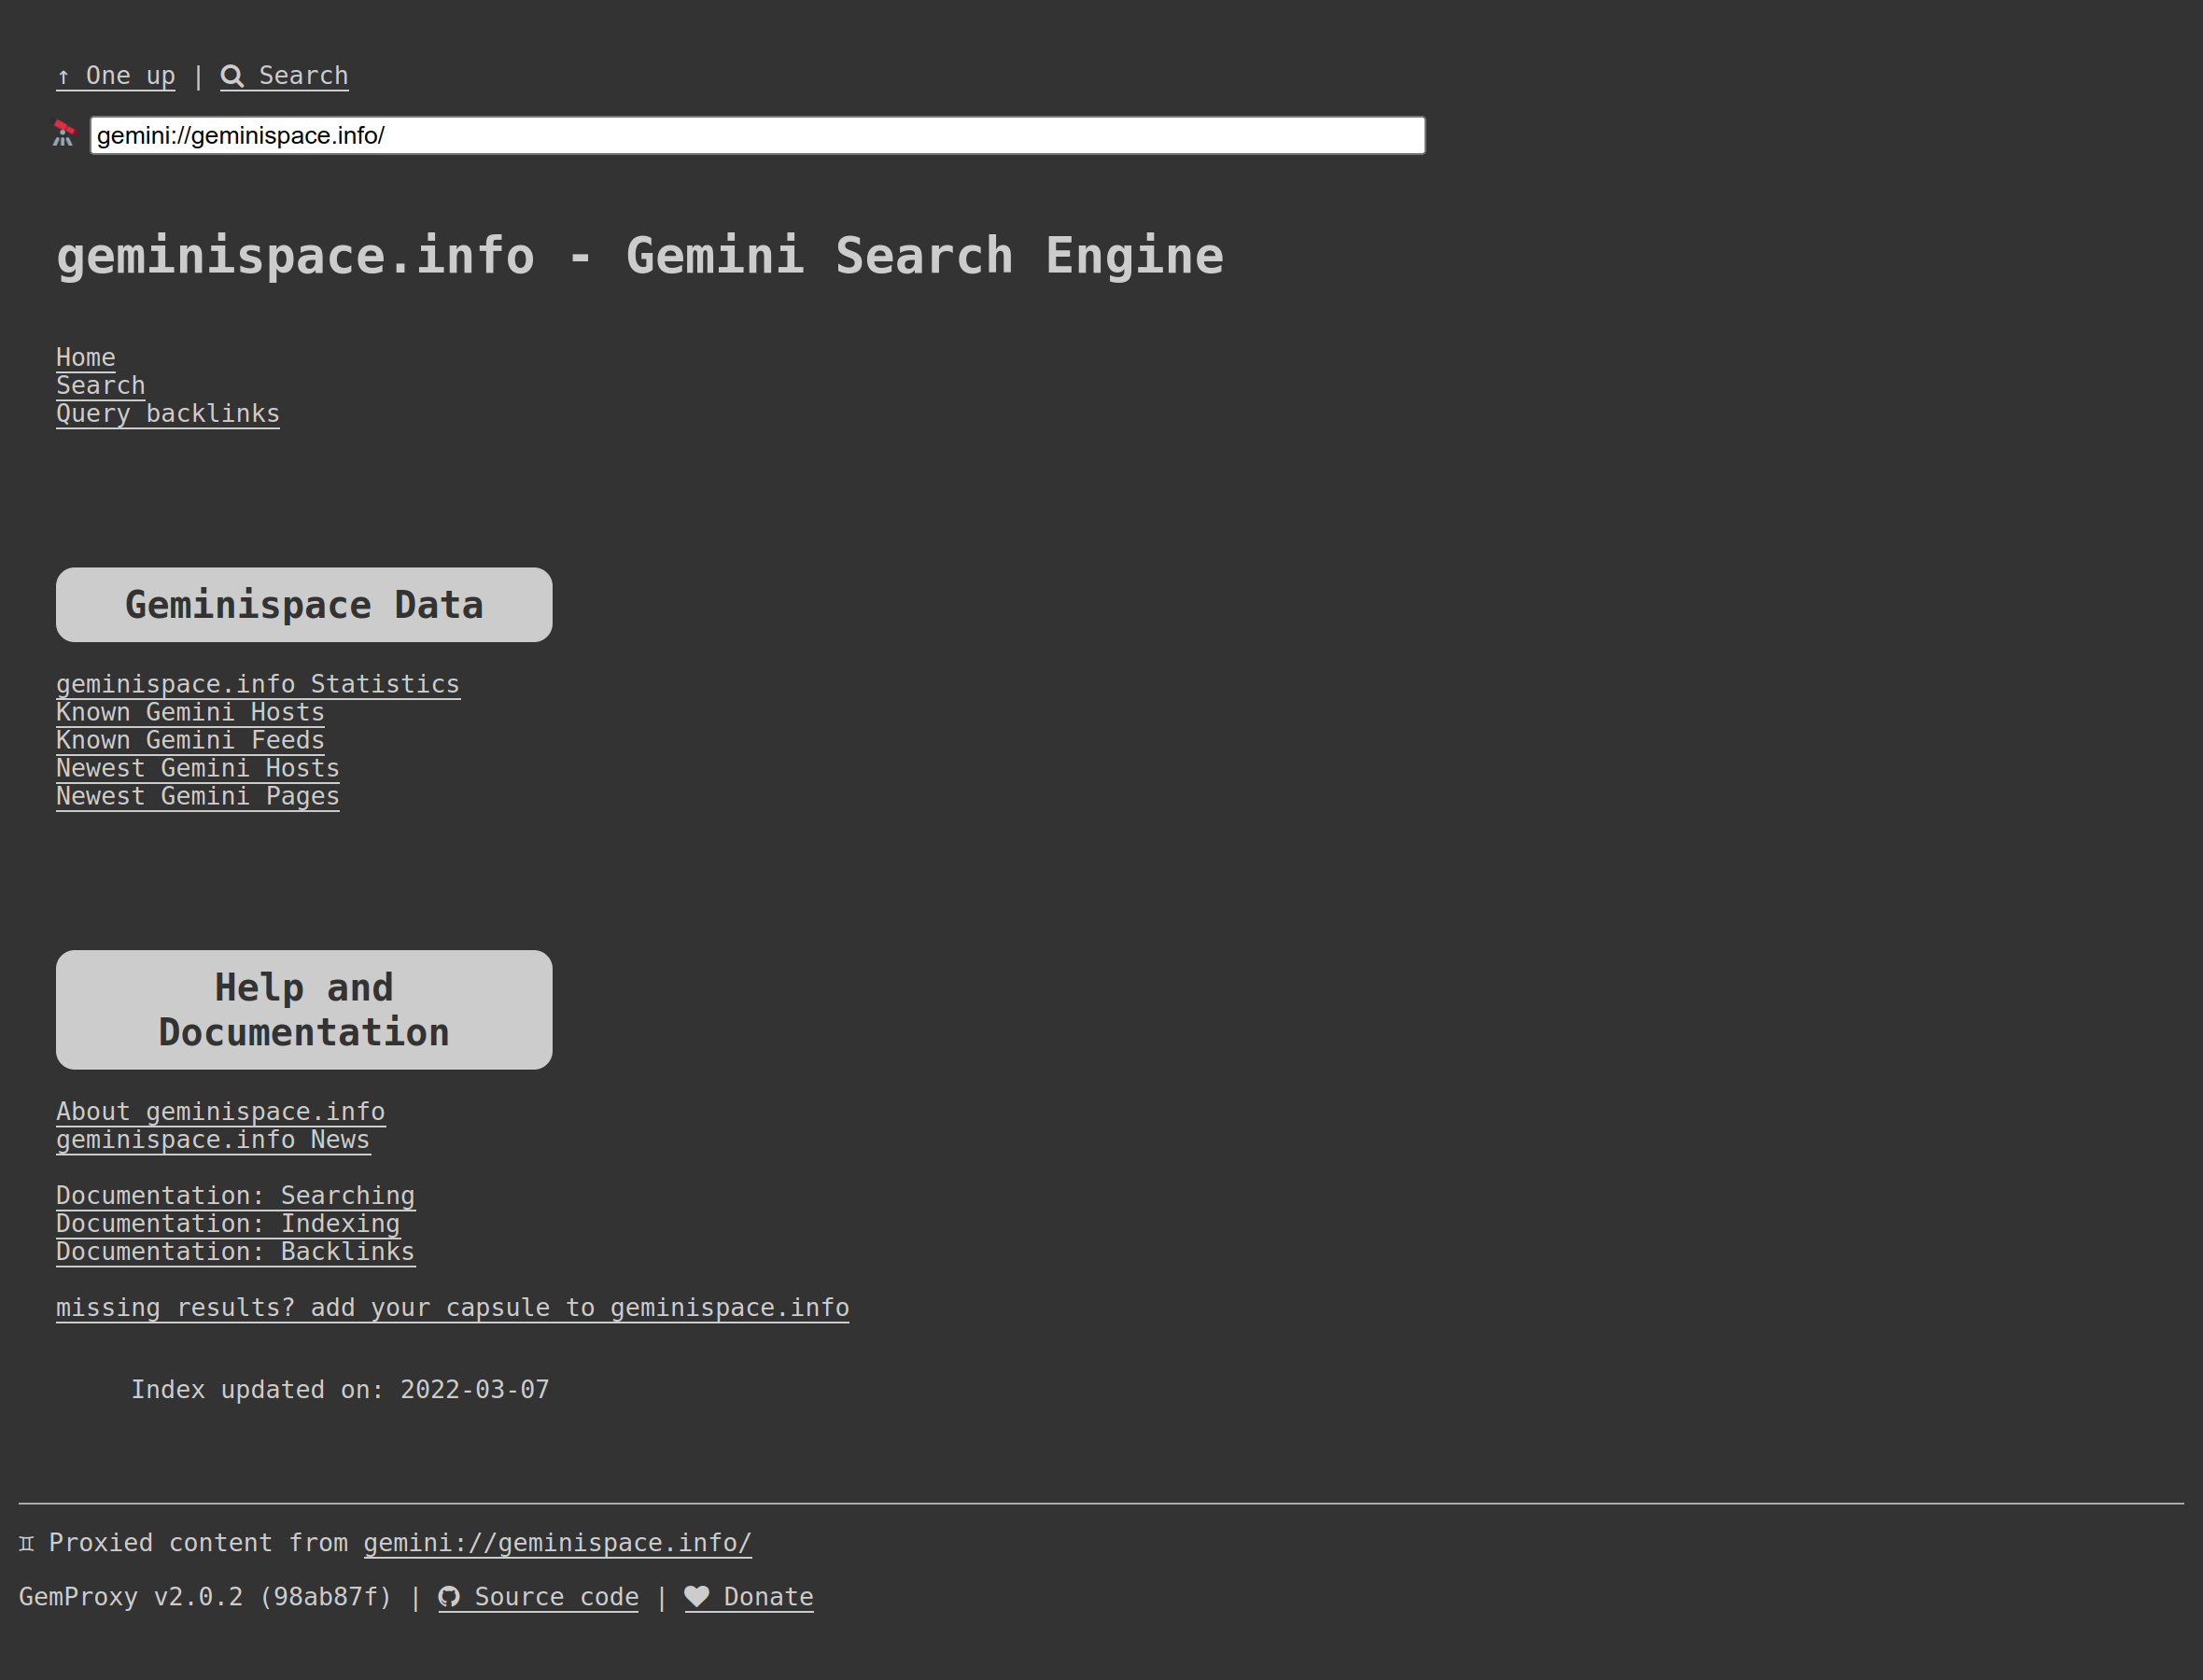 ↑ One up | Search
gemini://geminispace.info/
geminispace.info - Gemini Search Engine
Home
Search
Query backlinks
Geminispace Data
geminispace.info Statistics
Known Gemini Hosts
Known Gemini Feeds
Newest Gemini Hosts
Newest Gemini Pages
Help and
Documentation
About geminispace.info
geminispace.info News
Documentation: Searching
Documentation: Indexing
Documentation: Backlinks
missing results? add your capsule to geminispace.info
Index updated on: 2022-03-07
♊ Proxied content from gemini://geminispace.info/
GemProxy v2.0.2 (98ab87f) | Source code | Donate